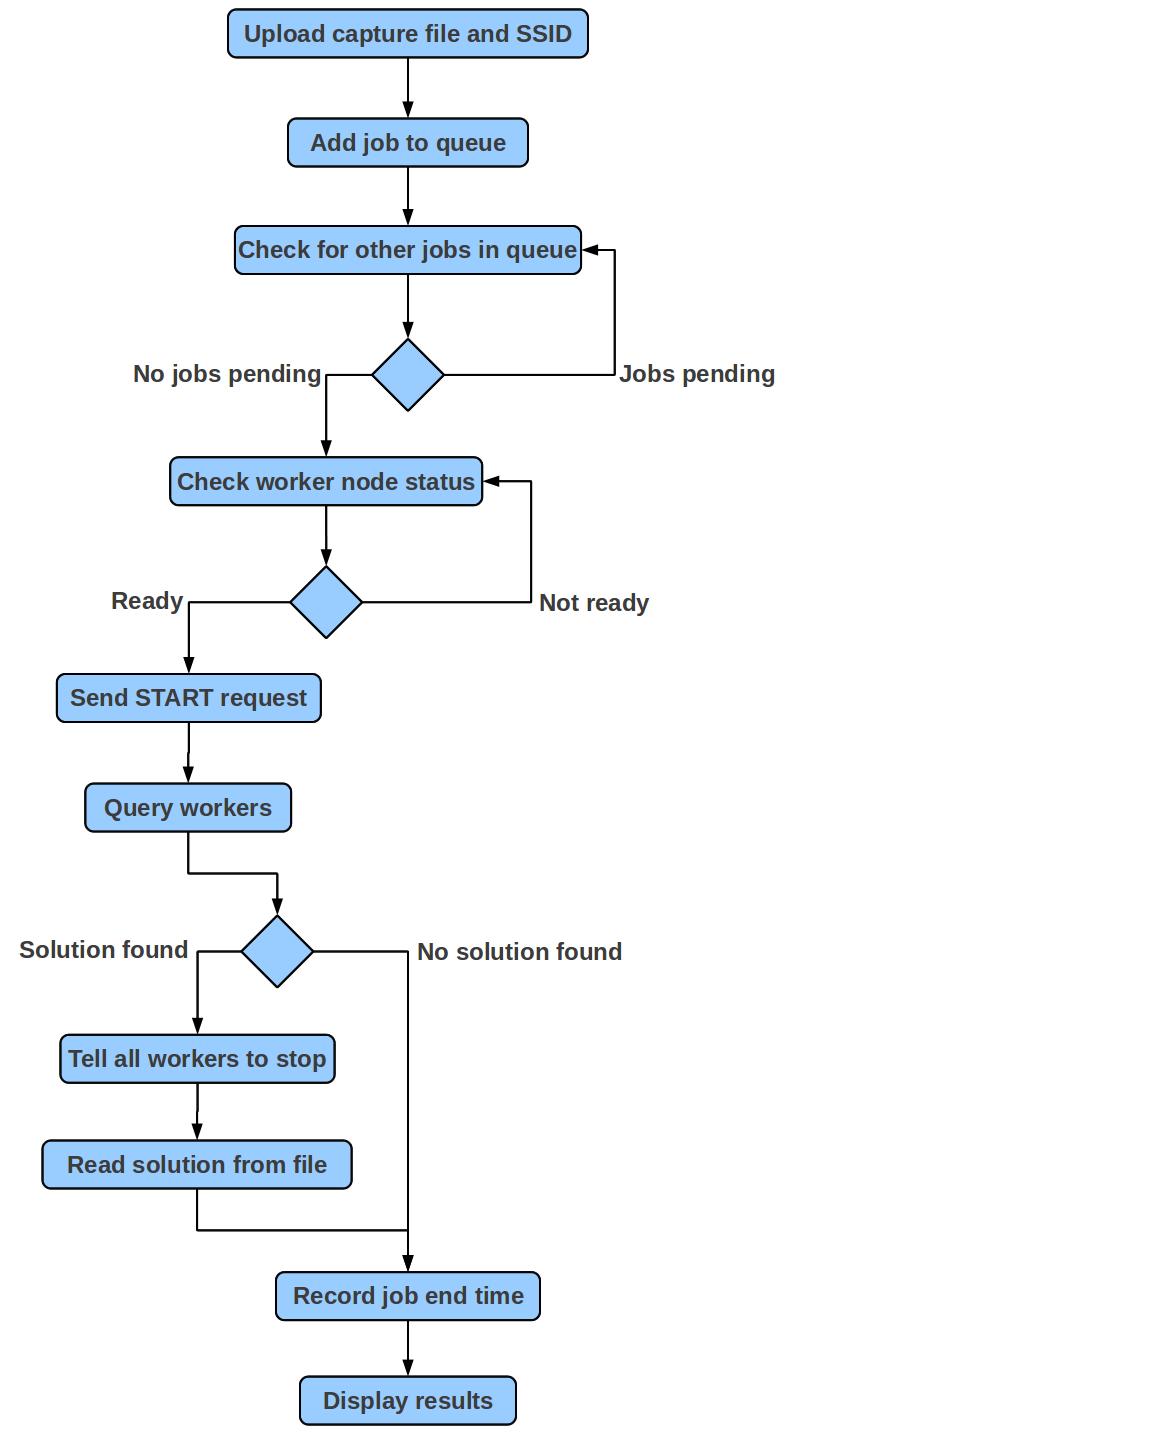 Upload capture file and SSID
Add job to queue
Check for other jobs in queue
No jobs pending
Jobs pending
Check worker node status
Ready
Not ready
Send START request
Query workers
Solution found
No solution found
Tell all workers to stop
Read solution from file
Record job end time
Display results